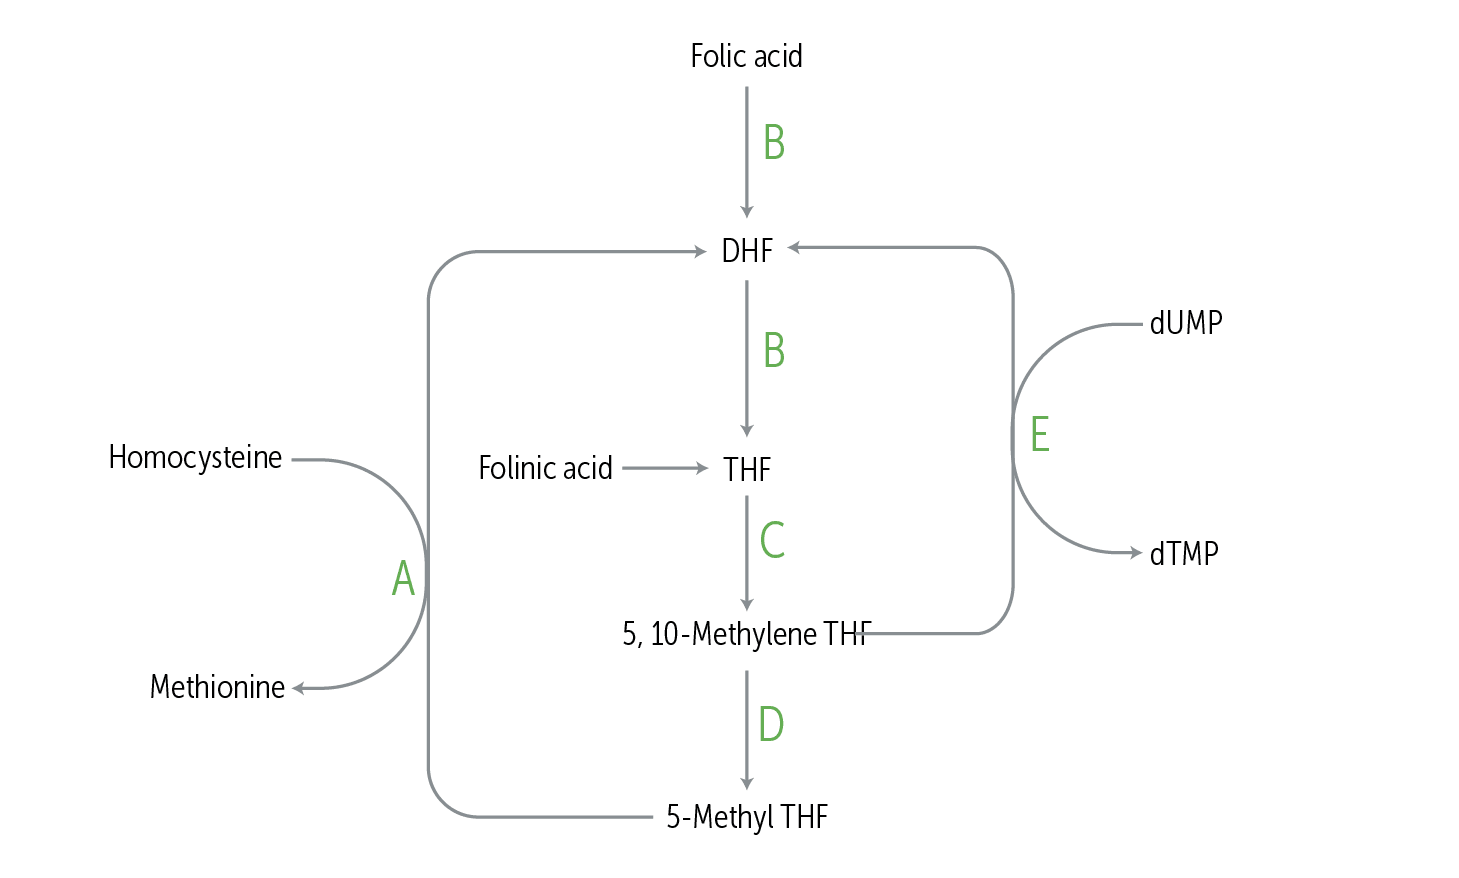 Folic acid
B
DHF
dUMP
B
E
Homocysteine
Folinic acid
THF
C
dTMP
A
5, 10-Methylene THF
Methionine
D
5-Methyl THF